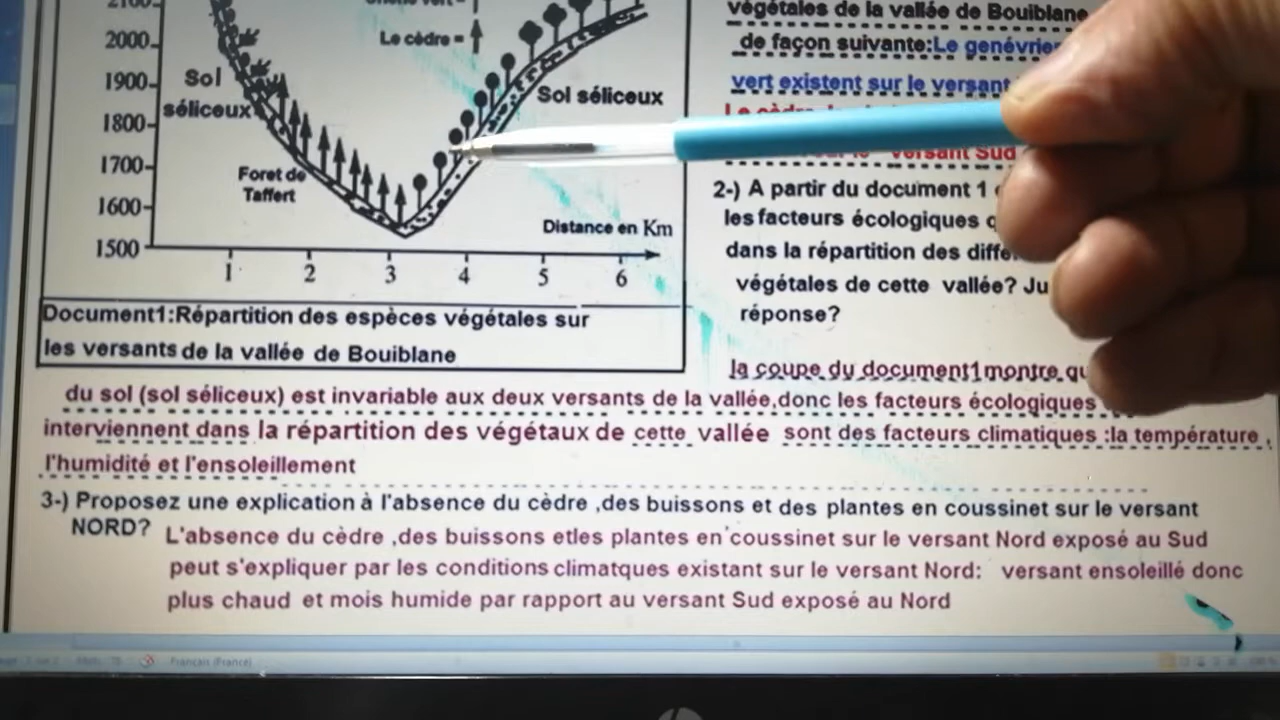 2000
1900
1800
1700
1600
1500
Le cèdre =
Sol
séliceux
Sol séliceux
Foret de
Taffert
Distance en Km
1 2 3 4 5 6
Document1:Répartition des espèces végétales sur
les versants de la vallée de Bouiblane
végétales de la vallée de Bouiblane
de façon suivante:Le genévrier
vert existent sur le versant
versant Sud
2-) A partir du document 1
les facteurs écologiques
dans la répartition des
végétales de cette vallée?
réponse?
la coupe du document1 montre
du sol (sol séliceux) est invariable aux deux versants de la vallée,donc les facteurs écologiques
interviennent dans la répartition des végétaux de cette vallée sont des facteurs climatiques :la température ,
l'humidité et l'ensoleillement
3-) Proposez une explication à l'absence du cèdre ,des buissons et des plantes en coussinet sur le versant
NORD?
L'absence du cèdre ,des buissons etles plantes en coussinet sur le versant Nord exposé au Sud
peut s'expliquer par les conditions climatques existant sur le versant Nord: versant ensoleillé donc
plus chaud et mois humide par rapport au versant Sud exposé au Nord
Français (France)